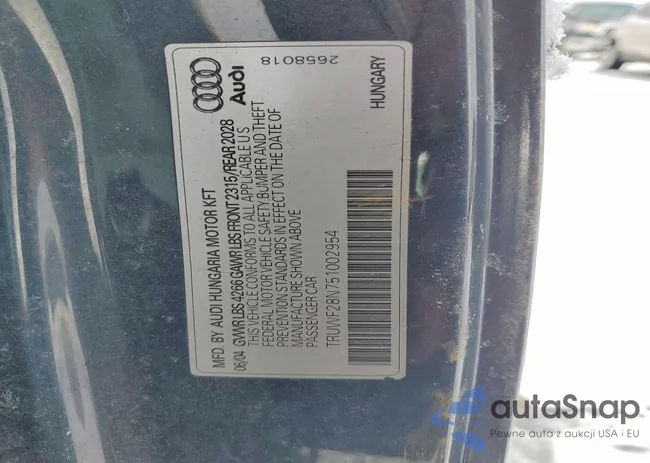 Audi
2658018
MFD. BY AUDI HUNGARIA MOTOR KFT
06/04 GVWR LBS 4266 GAWR LBS FRONT 2315/REAR 2028
THIS VEHICLE CONFORMS TO ALL APPLICABLE U S
FEDERAL MOTOR VEHICLE SAFETY BUMPER AND THEFT
PREVENTION STANDARDS IN EFFECT ON THE DATE OF
MANUFACTURE SHOWN ABOVE
PASSENGER CAR
TRUWF28N751002954
HUNGARY
autaSnap
Pewne auta z aukcji USA i EU